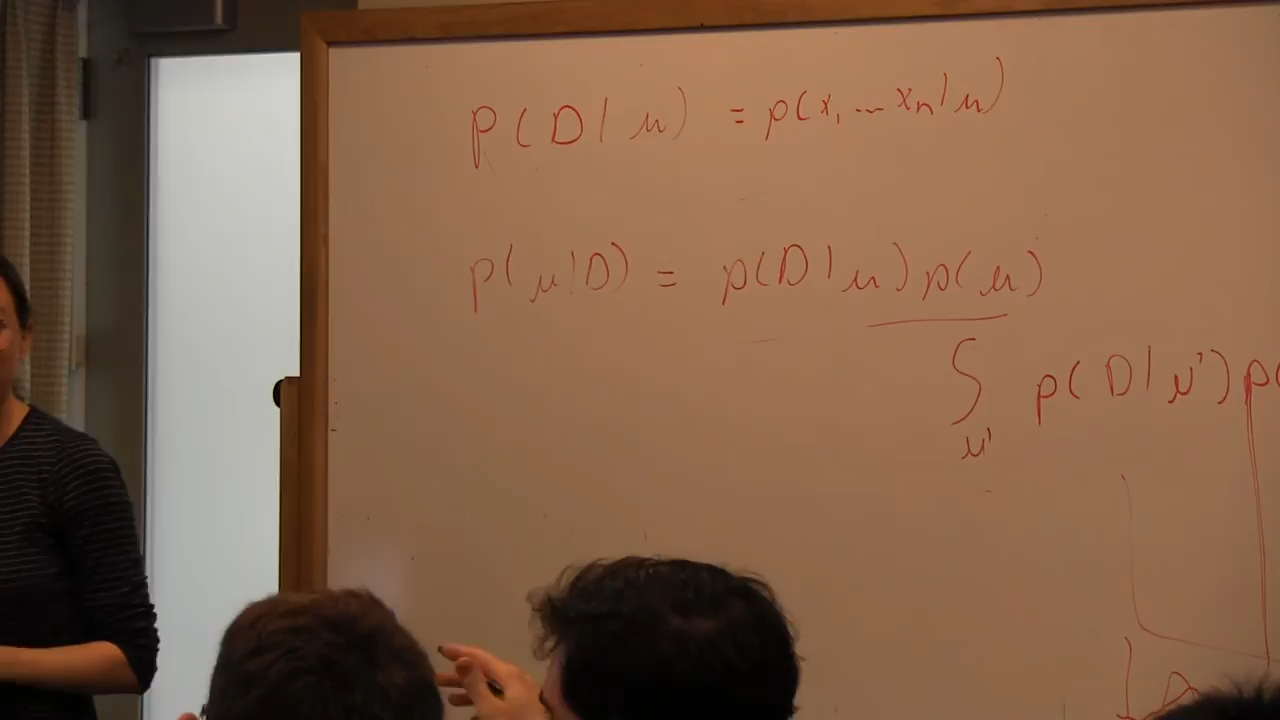 P(D|μ) = p(x₁ ... xₙ|μ)
p(μ|D) = p(D|μ)p(μ)
∫ p(D|μ')p(
μ'